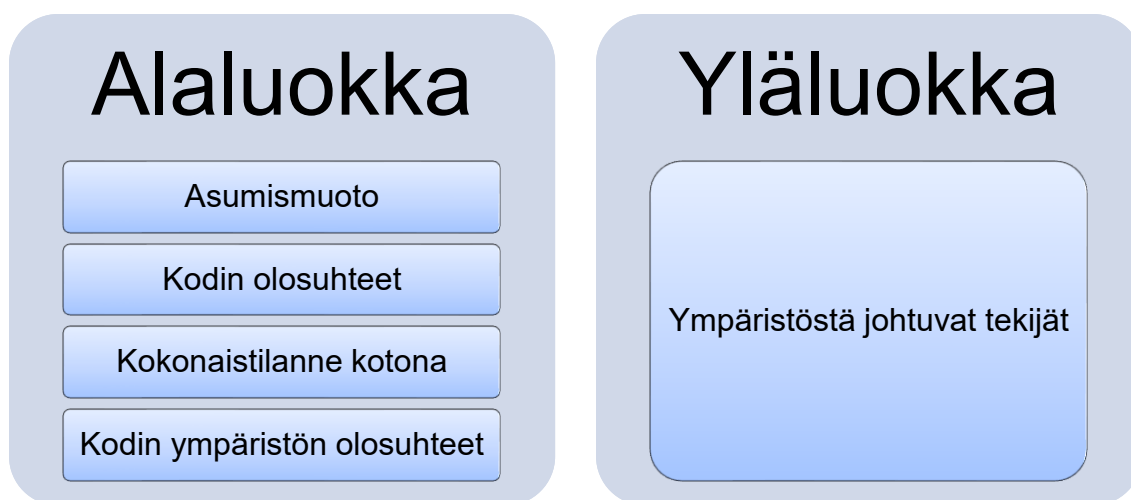 Alaluokka
Asumismuoto
Kodin olosuhteet
Kokonaistilanne kotona
Kodin ympäristön olosuhteet
Yläluokka
Ympäristöstä johtuvat tekijät